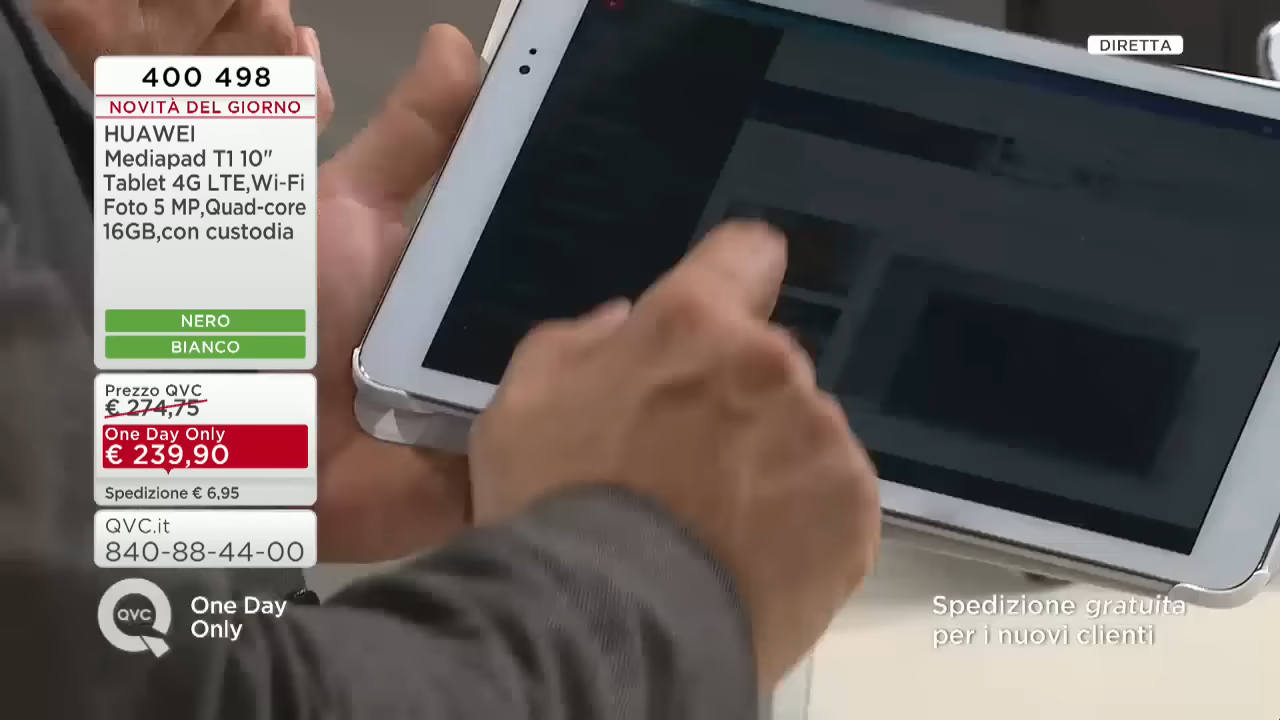 400 498
NOVITÀ DEL GIORNO
HUAWEI
Mediapad T1 10"
Tablet 4G LTE,Wi-Fi
Foto 5 MP,Quad-core
16GB,con custodia
NERO
BIANCO
Prezzo QVC
€ 274,75
One Day Only
€ 239,90
Spedizione € 6,95
QVC.it
840-88-44-00
QVC
One Day
Only
DIRETTA
Spedizione gratuita
per i nuovi clienti